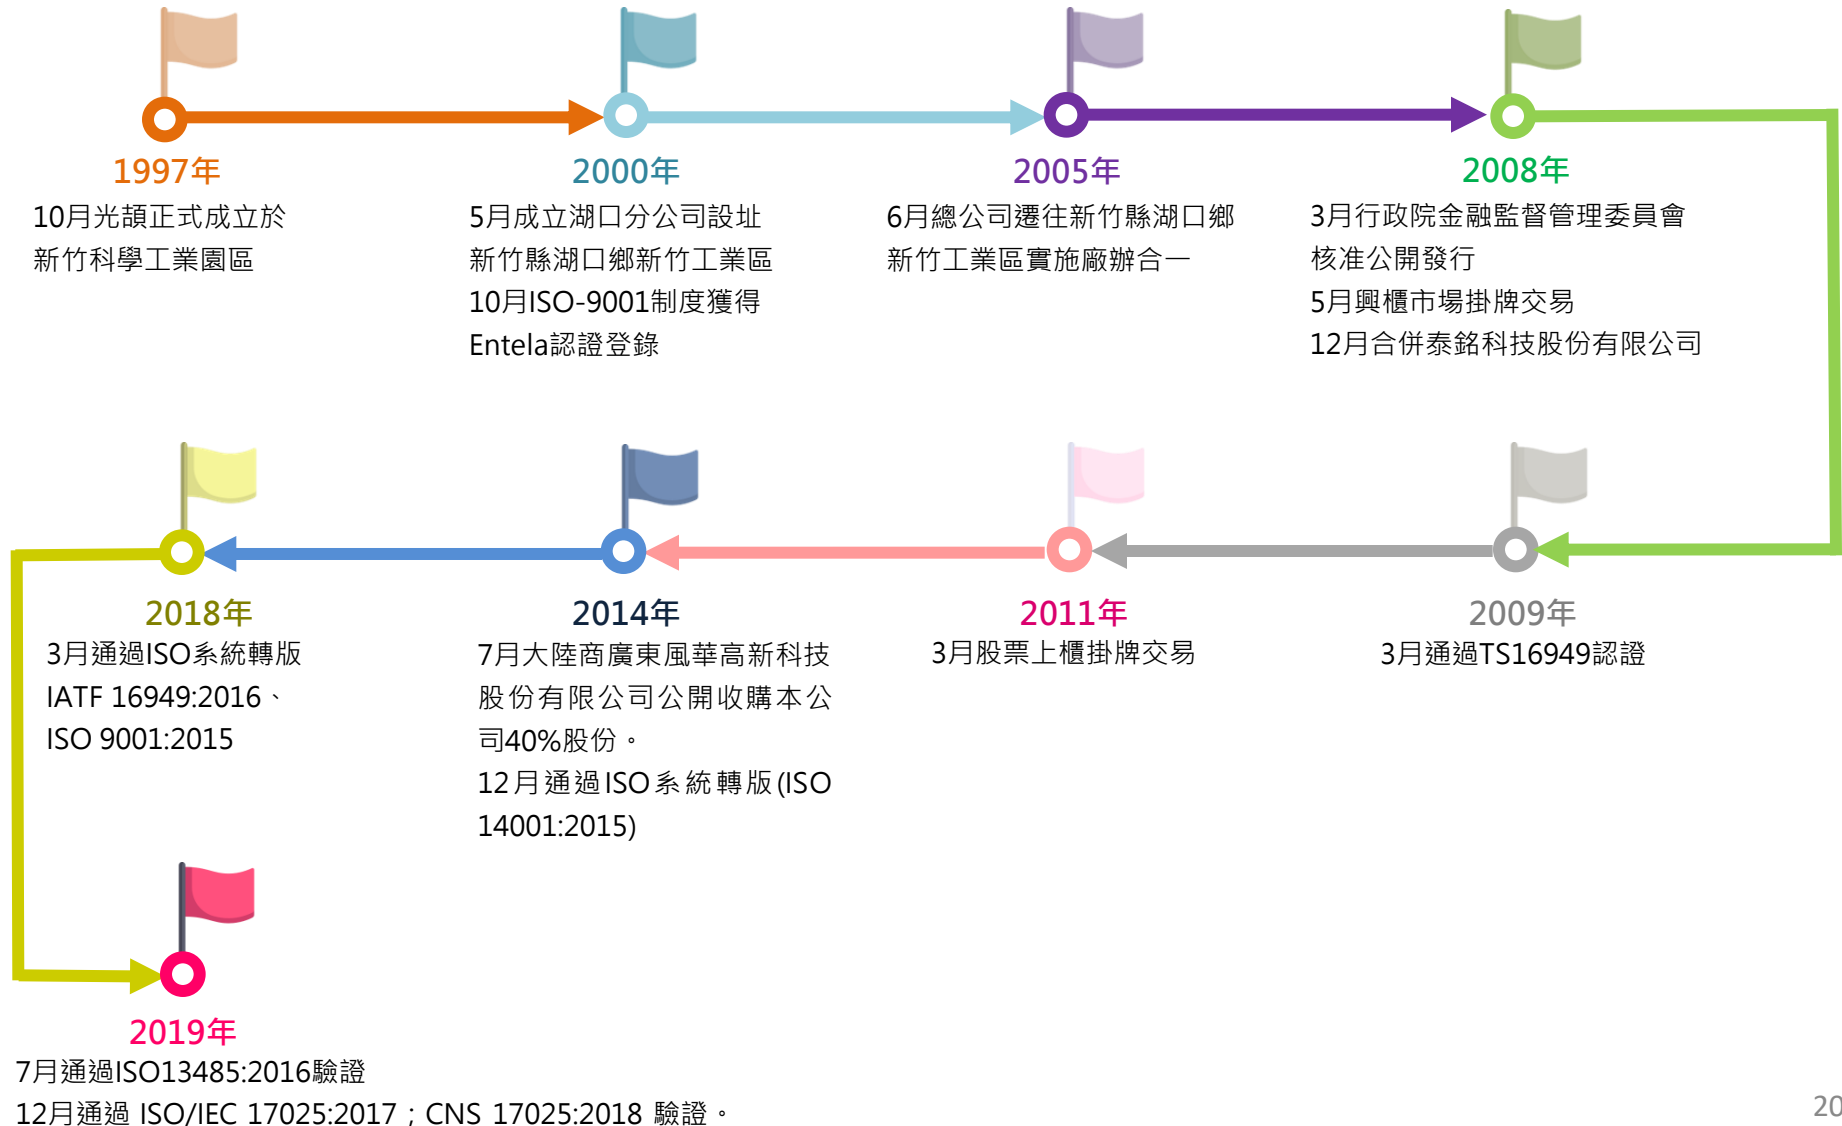 1997年
10月光頡正式成立於
新竹科學工業園區
2000年
5月成立湖口分公司設址
新竹縣湖口鄉新竹工業區
10月ISO-9001制度獲得
Entela認證登錄
2005年
6月總公司遷往新竹縣湖口鄉
新竹工業區實施廠辦合一
2008年
3月行政院金融監督管理委員會
核准公開發行
5月興櫃市場掛牌交易
12月合併泰銘科技股份有限公司
2009年
3月通過TS16949認證
2011年
3月股票上櫃掛牌交易
2014年
7月大陸商廣東風華高新科技
股份有限公司公開收購本公
司40%股份。
12月通過ISO系統轉版(ISO
14001:2015)
2018年
3月通過ISO系統轉版
IATF 16949:2016、
ISO 9001:2015
2019年
7月通過ISO13485:2016驗證
12月通過 ISO/IEC 17025:2017；CNS 17025:2018 驗證。
20